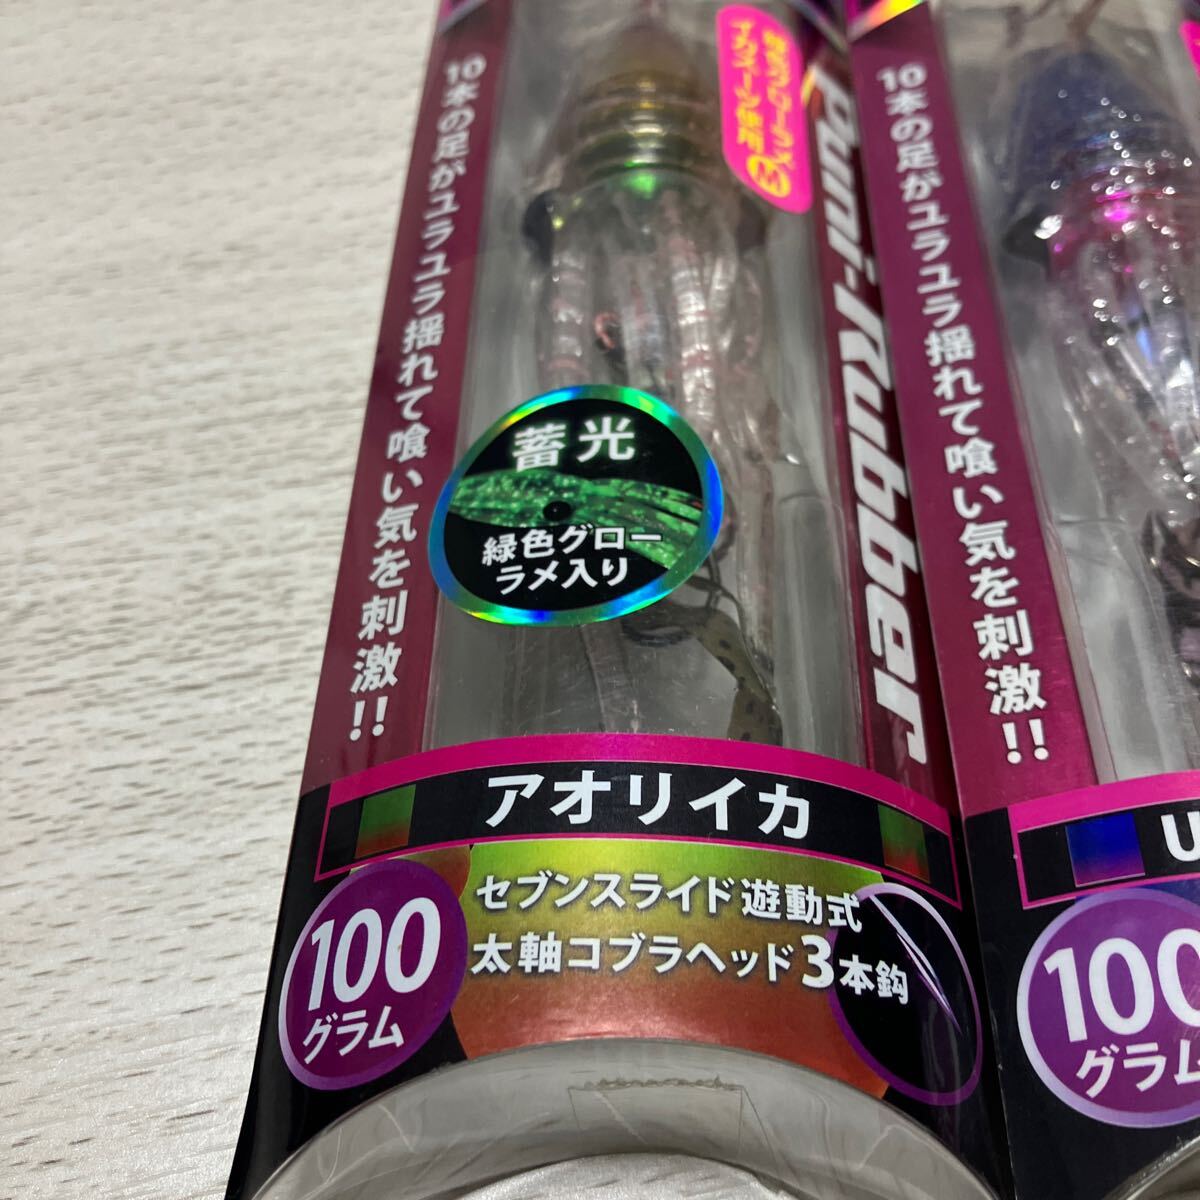 10本の足がユラユラ揺れて喰い気を刺激!!
Puni-Rubber
蓄光
緑色グロー
ラメ入り
アオリイカ
セブンスライド遊動式
太軸コブラヘッド3本鈎
100
グラム
10本の足がユラユラ揺れて喰い気を刺激!!
U
100
グラム